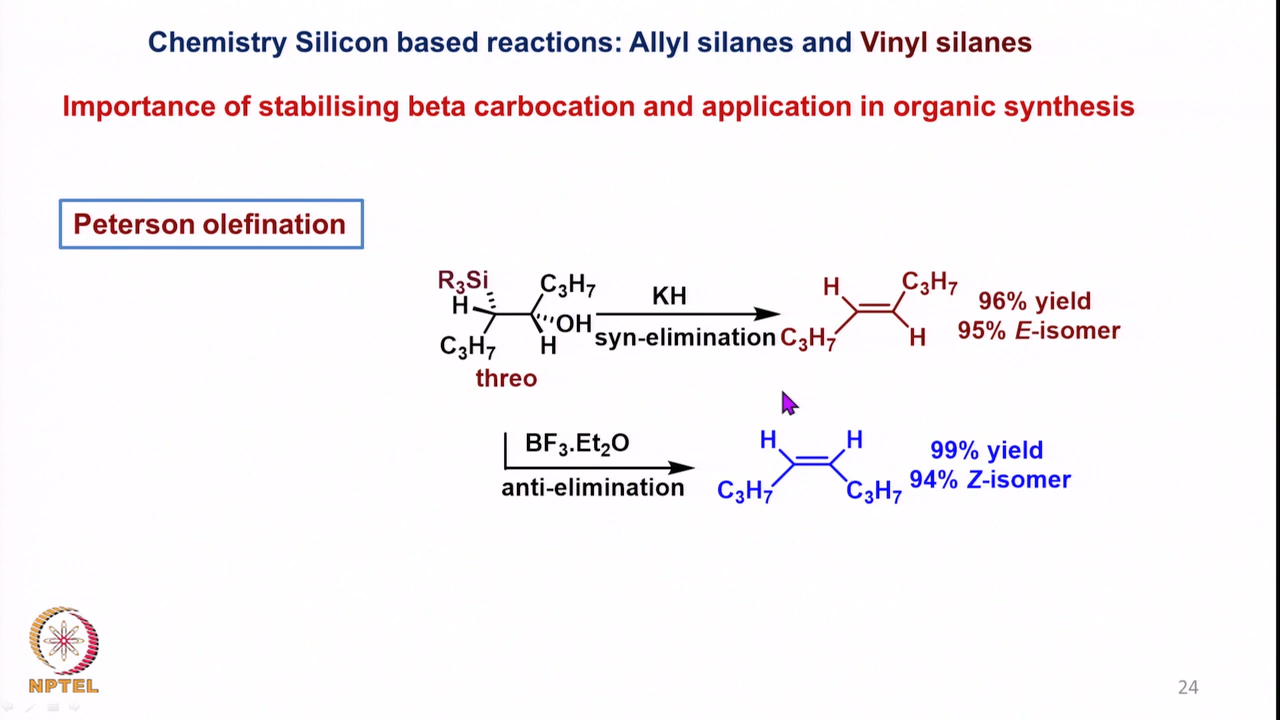 Chemistry Silicon based reactions: Allyl silanes and Vinyl silanes
Importance of stabilising beta carbocation and application in organic synthesis
Peterson olefination
R₃Si C₃H₇ KH H C₃H₇ 96% yield
H OH syn-elimination C₃H₇ H 95% E-isomer
C₃H₇ H
threo
BF₃.Et₂O H H 99% yield
anti-elimination C₃H₇ C₃H₇ 94% Z-isomer
NPTEL
24